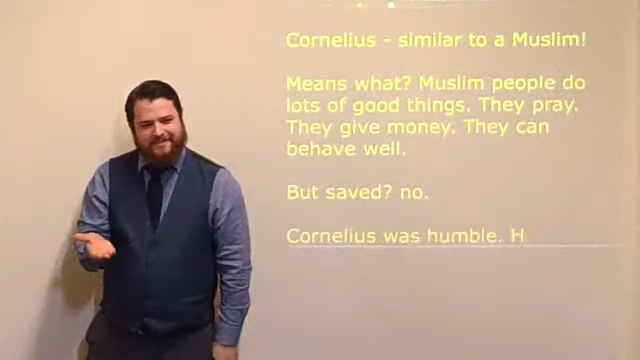 Cornelius - similar to a Muslim!
Means what? Muslim people do
lots of good things. They pray.
They give money. They can
behave well.
But saved? no.
Cornelius was humble. H